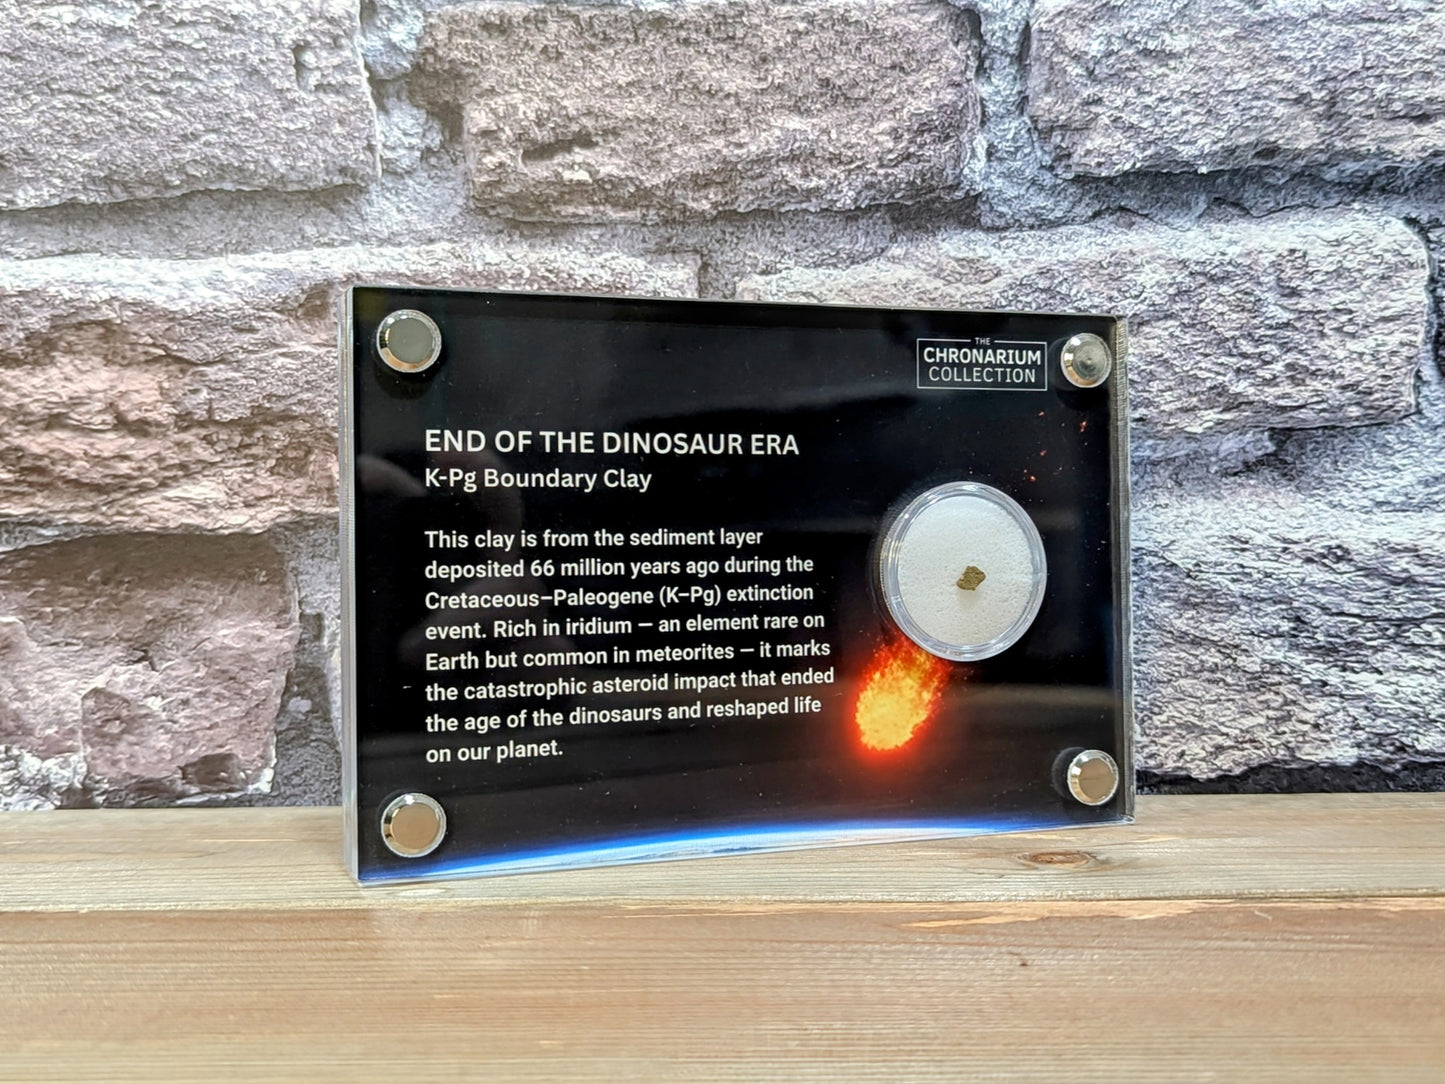 THE
CHRONARIUM
COLLECTION
END OF THE DINOSAUR ERA
K-Pg Boundary Clay
This clay is from the sediment layer
deposited 66 million years ago during the
Cretaceous–Paleogene (K–Pg) extinction
event. Rich in iridium — an element rare on
Earth but common in meteorites — it marks
the catastrophic asteroid impact that ended
the age of the dinosaurs and reshaped life
on our planet.